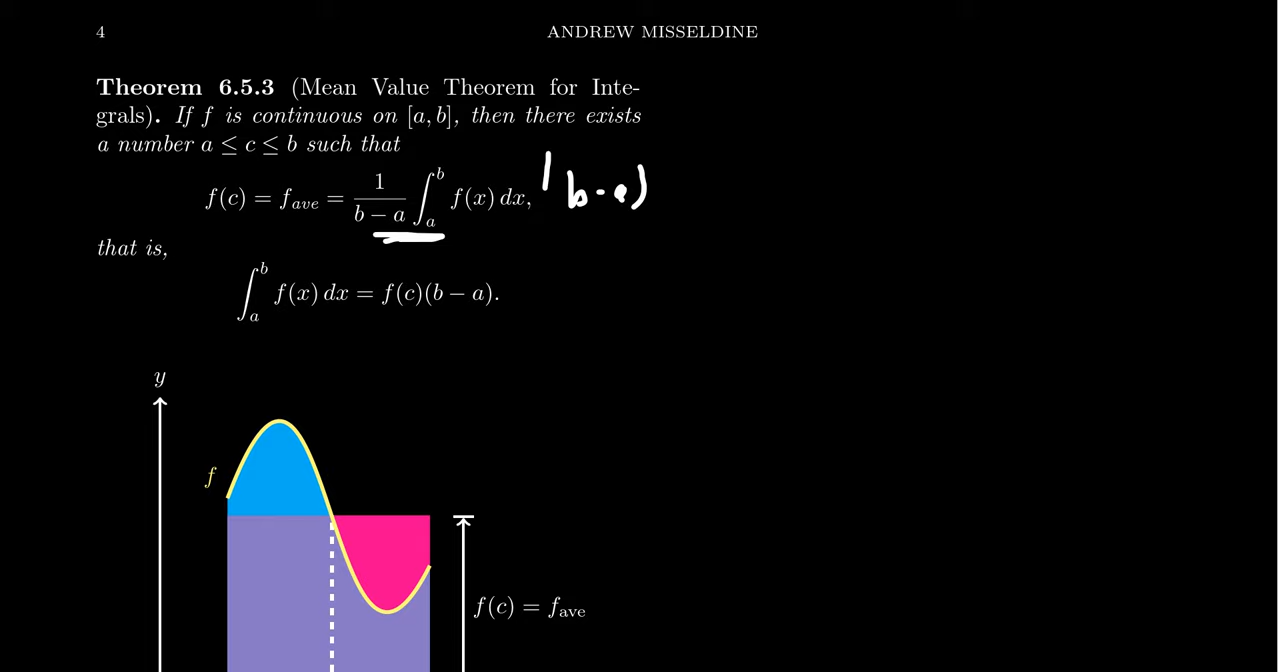 4 ANDREW MISSELDINE
Theorem 6.5.3 (Mean Value Theorem for Inte-
grals). If f is continuous on [a, b], then there exists
a number a ≤ c ≤ b such that
f(c) = f_ave = 1/(b − a) ∫_a^b f(x) dx, (b-a)
that is,
∫_a^b f(x) dx = f(c)(b − a).
y
f
f(c) = f_ave